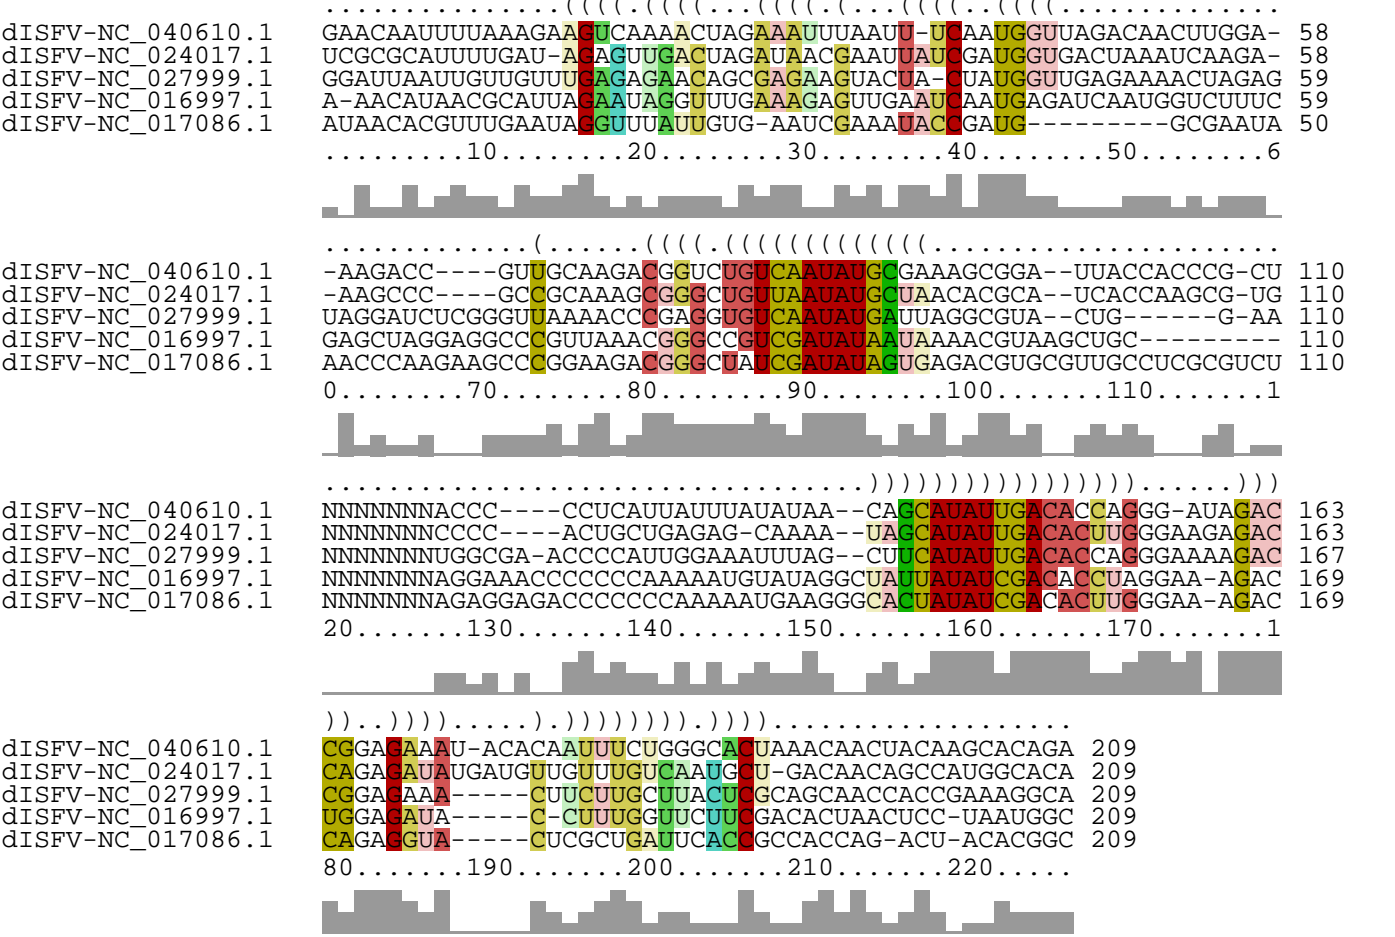 ...............((((.((((...((((.(...((((..((((..............
dISFV-NC_040610.1 GAACAAUUUUAAAGAAGUCAAAACUAGAAAUUUAAUU-UCAAUGGUUAGACAACUUGGA- 58
dISFV-NC_024017.1 UCGCGCAUUUUGAU-AGAGUUGACUAGAAACGAAUUAUCGAUGGUUGACUAAAUCAAGA- 58
dISFV-NC_027999.1 GGAUUAAUUGUUGUUUGAGAGAACAGCGAGAAGUACUA-CUAUGGUUGAGAAAACUAGAG 59
dISFV-NC_016997.1 A-AACAUAACGCAUUAGAAUAGGUUUGAAAGAGUUGAAUCAAUGAGAUCAAUGGUCUUUC 59
dISFV-NC_017086.1 AUAACACGUUUGAAUAGGUUUAUUGUG-AAUCGAAAUACCGAUG---------GCGAAUA 50
.........10........20........30........40........50........6
.............(......((((.(((((((((((((......................
dISFV-NC_040610.1 -AAGACC----GUUGCAAGACGGUCUGUCAAUAUGCGAAAGCGGA--UUACCACCCG-CU 110
dISFV-NC_024017.1 -AAGCCC----GCCGCAAAGCGGGCUGUUAAUAUGCUAACACGCA--UCACCAAGCG-UG 110
dISFV-NC_027999.1 UAGGAUCUCGGGUUAAAACCCGAGGUGUCAAUAUGAUUAGGCGUA--CUG------G-AA 110
dISFV-NC_016997.1 GAGCUAGGAGGCCCGUUAAACGGGCCGUCGAUAUAAUAAAACGUAAGCUGC--------- 110
dISFV-NC_017086.1 AACCCAAGAAGCCCGGAAGACGGGCUAUCGAUAUAGUGAGACGUGCGUUGCCUCGCGUCU 110
0........70........80........90........100.......110.......1
..................................))))))))))))))))).......)))
dISFV-NC_040610.1 NNNNNNNACCC----CCUCAUUAUUUAUAUAA--CAGCAUAUUGACACCAGGG-AUAGAC 163
dISFV-NC_024017.1 NNNNNNNCCCC----ACUGCUGAGAG-CAAAA--UAGCAUAUUGACACUUGGGAAGAGAC 163
dISFV-NC_027999.1 NNNNNNNUGGCGA-ACCCCAUUGGAAAUUUAG--CUUCAUAUUGACACCAGGGAAAAGAC 167
dISFV-NC_016997.1 NNNNNNNAGGAAACCCCCCCAAAAAUGUAUAGGCUAUUAUAUCGACACCUAGGAA-AGAC 169
dISFV-NC_017086.1 NNNNNNNAGAGGAGACCCCCCCAAAAAUGAAGGGCACUAUAUCGACACUUGGGAA-AGAC 169
20.......130.......140.......150.......160.......170.......1
))..)))).....).)))))))).))))...................
dISFV-NC_040610.1 CGGAGAAAU-ACACAAUUUCUGGGCACUAAACAACUACAAGCACAGA 209
dISFV-NC_024017.1 CAGAGAUAUGAUGUUGUUUGUCAAUGCU-GACAACAGCCAUGGCACA 209
dISFV-NC_027999.1 CGGAGAAA-----CUUCUUGCUUACUCGCAGCAACCACCGAAAGGCA 209
dISFV-NC_016997.1 UGGAGAUA-----C-CUUUGGUUCUUCGACACUAACUCC-UAAUGGC 209
dISFV-NC_017086.1 CAGAGGUA-----CUCGCUGAUUCACCGCCACCAG-ACU-ACACGGC 209
80.......190.......200.......210.......220.....